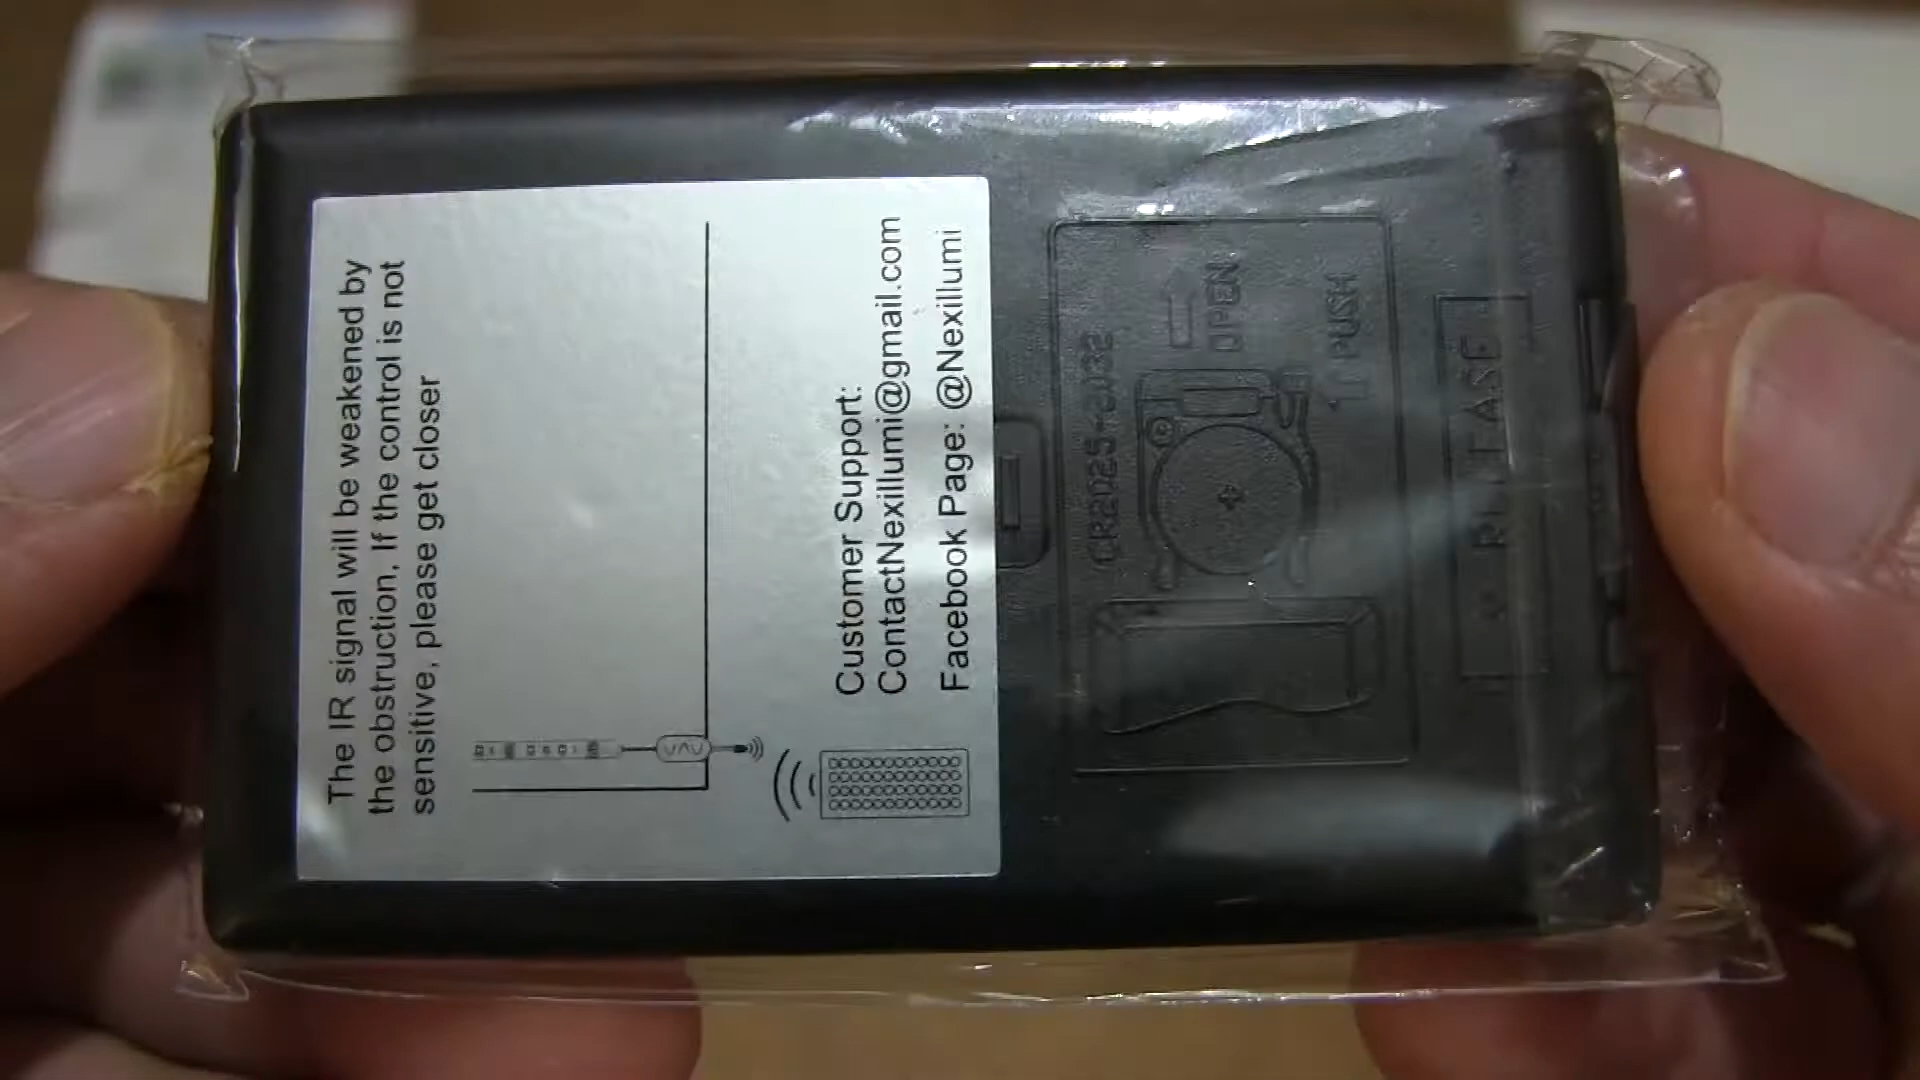 The IR signal will be weakened by
the obstruction, If the control is not
sensitive, please get closer
Customer Support:
ContactNexillumi@gmail.com
Facebook Page: @Nexillumi
OPEN
PUSH
RELEASE